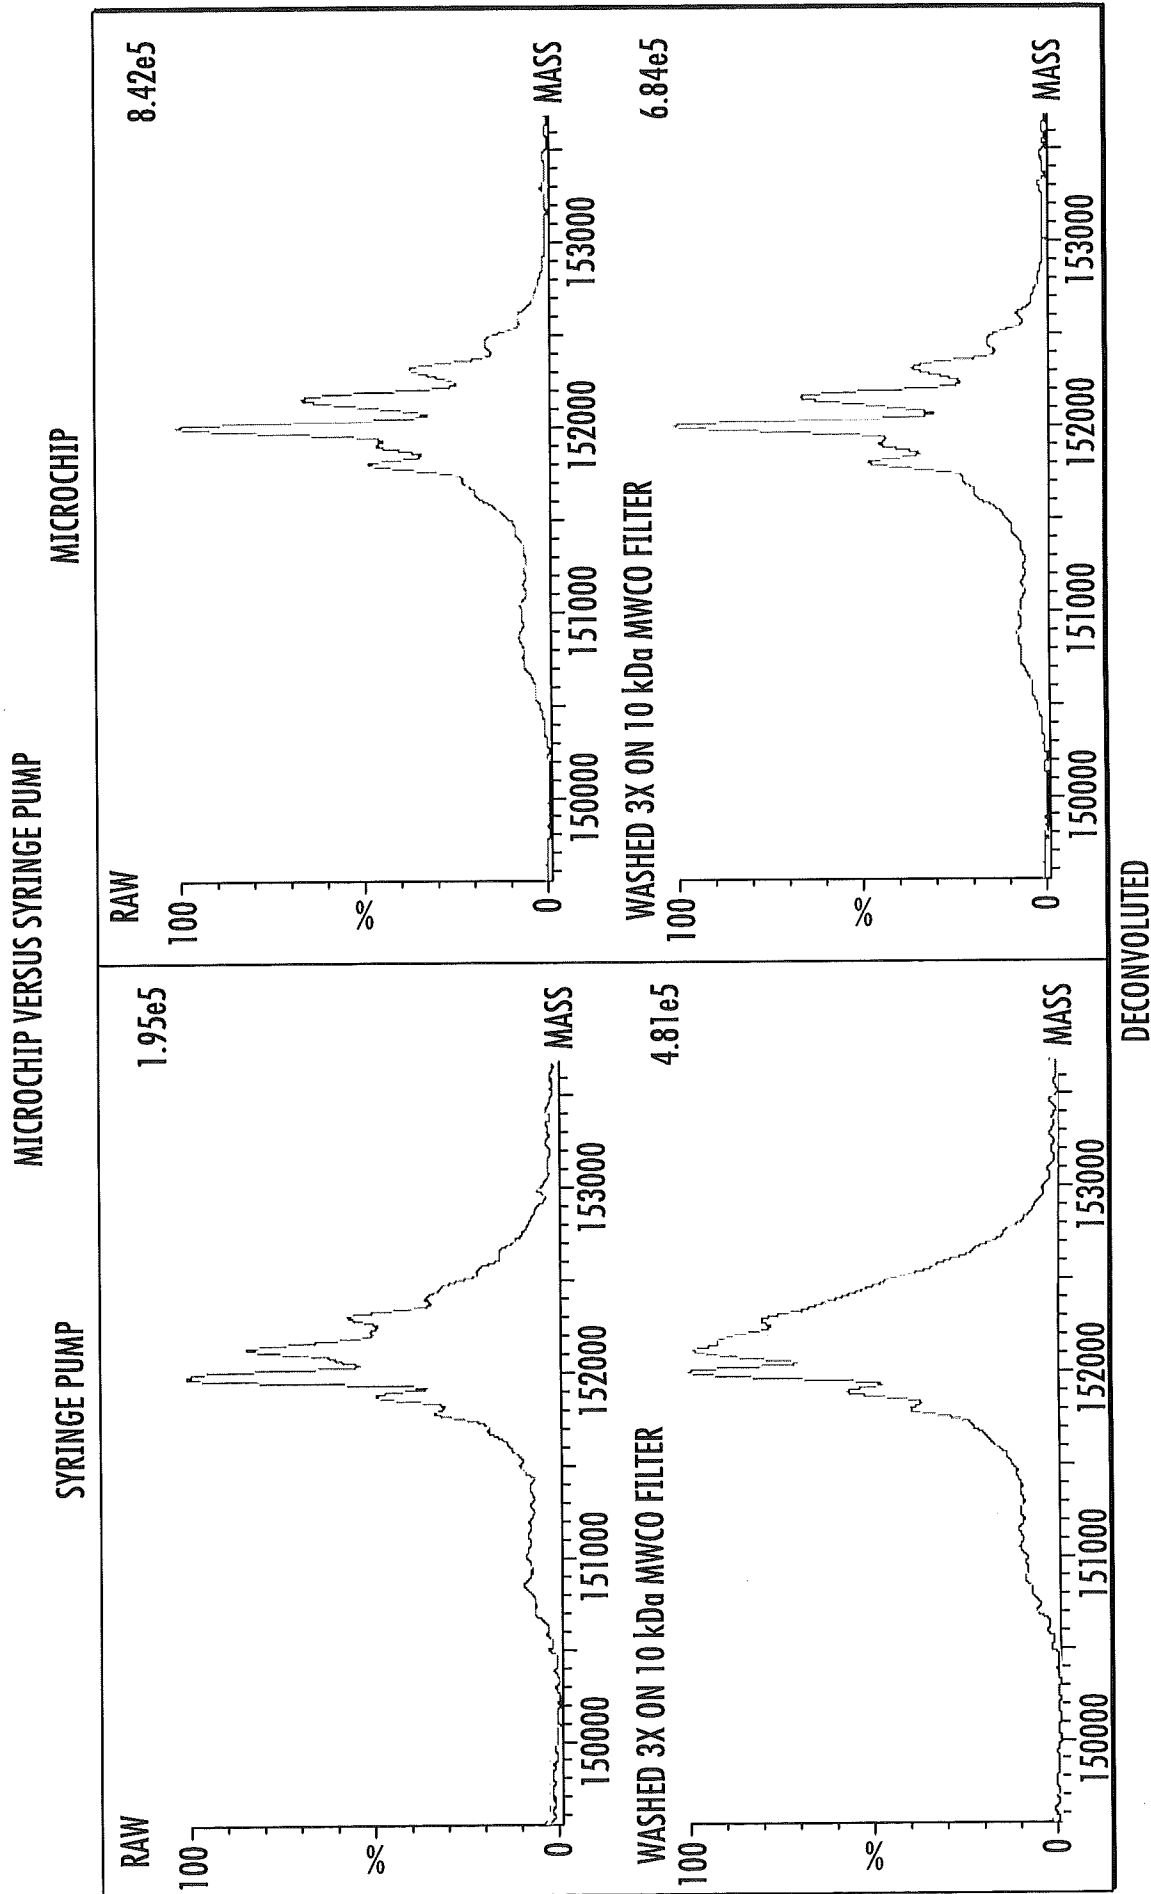 MICROCHIP VERSUS SYRINGE PUMP
SYRINGE PUMP
MICROCHIP
RAW
1.95e5
100
%
0
150000
151000
152000
153000
MASS
RAW
8.42e5
100
%
0
150000
151000
152000
153000
MASS
WASHED 3X ON 10 kDa MWCO FILTER
4.81e5
100
%
0
150000
151000
152000
153000
MASS
WASHED 3X ON 10 kDa MWCO FILTER
6.84e5
100
%
0
150000
151000
152000
153000
MASS
DECONVOLUTED